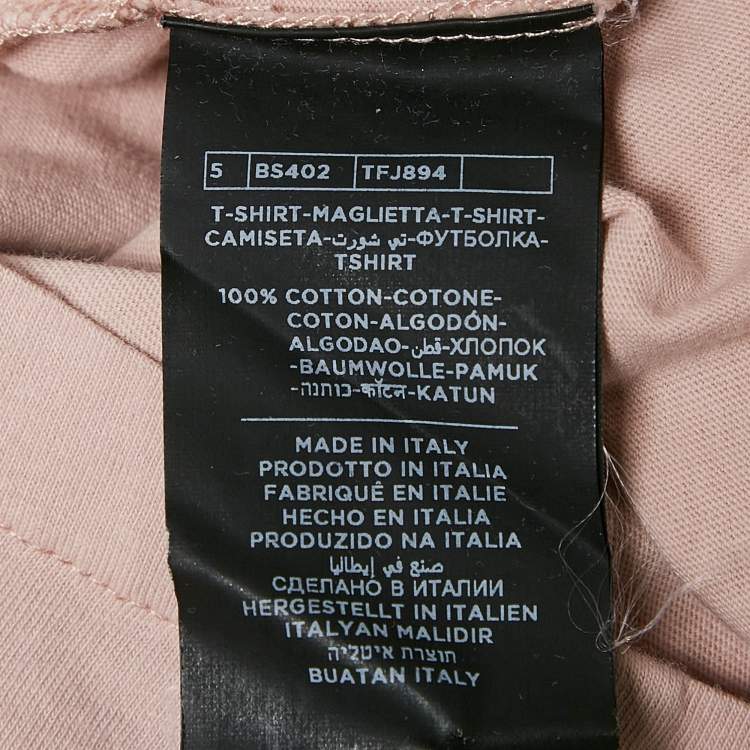 5 BS402 TFJ894
T-SHIRT-MAGLIETTA-T-SHIRT-
CAMISETA-تي شورت-ФУТБОЛКА-
TSHIRT
100% COTTON-COTONE-
COTON-ALGODÓN-
ALGODAO-قطن-ХЛОПОК
-BAUMWOLLE-PAMUK
-כותנה-कॉटन-KATUN
MADE IN ITALY
PRODOTTO IN ITALIA
FABRIQUÊ EN ITALIE
HECHO EN ITALIA
PRODUZIDO NA ITALIA
صنع في إيطاليا
СДЕЛАНО В ИТАЛИИ
HERGESTELLT IN ITALIEN
ITALYAN MALIDIR
תוצרת איטליה
BUATAN ITALY